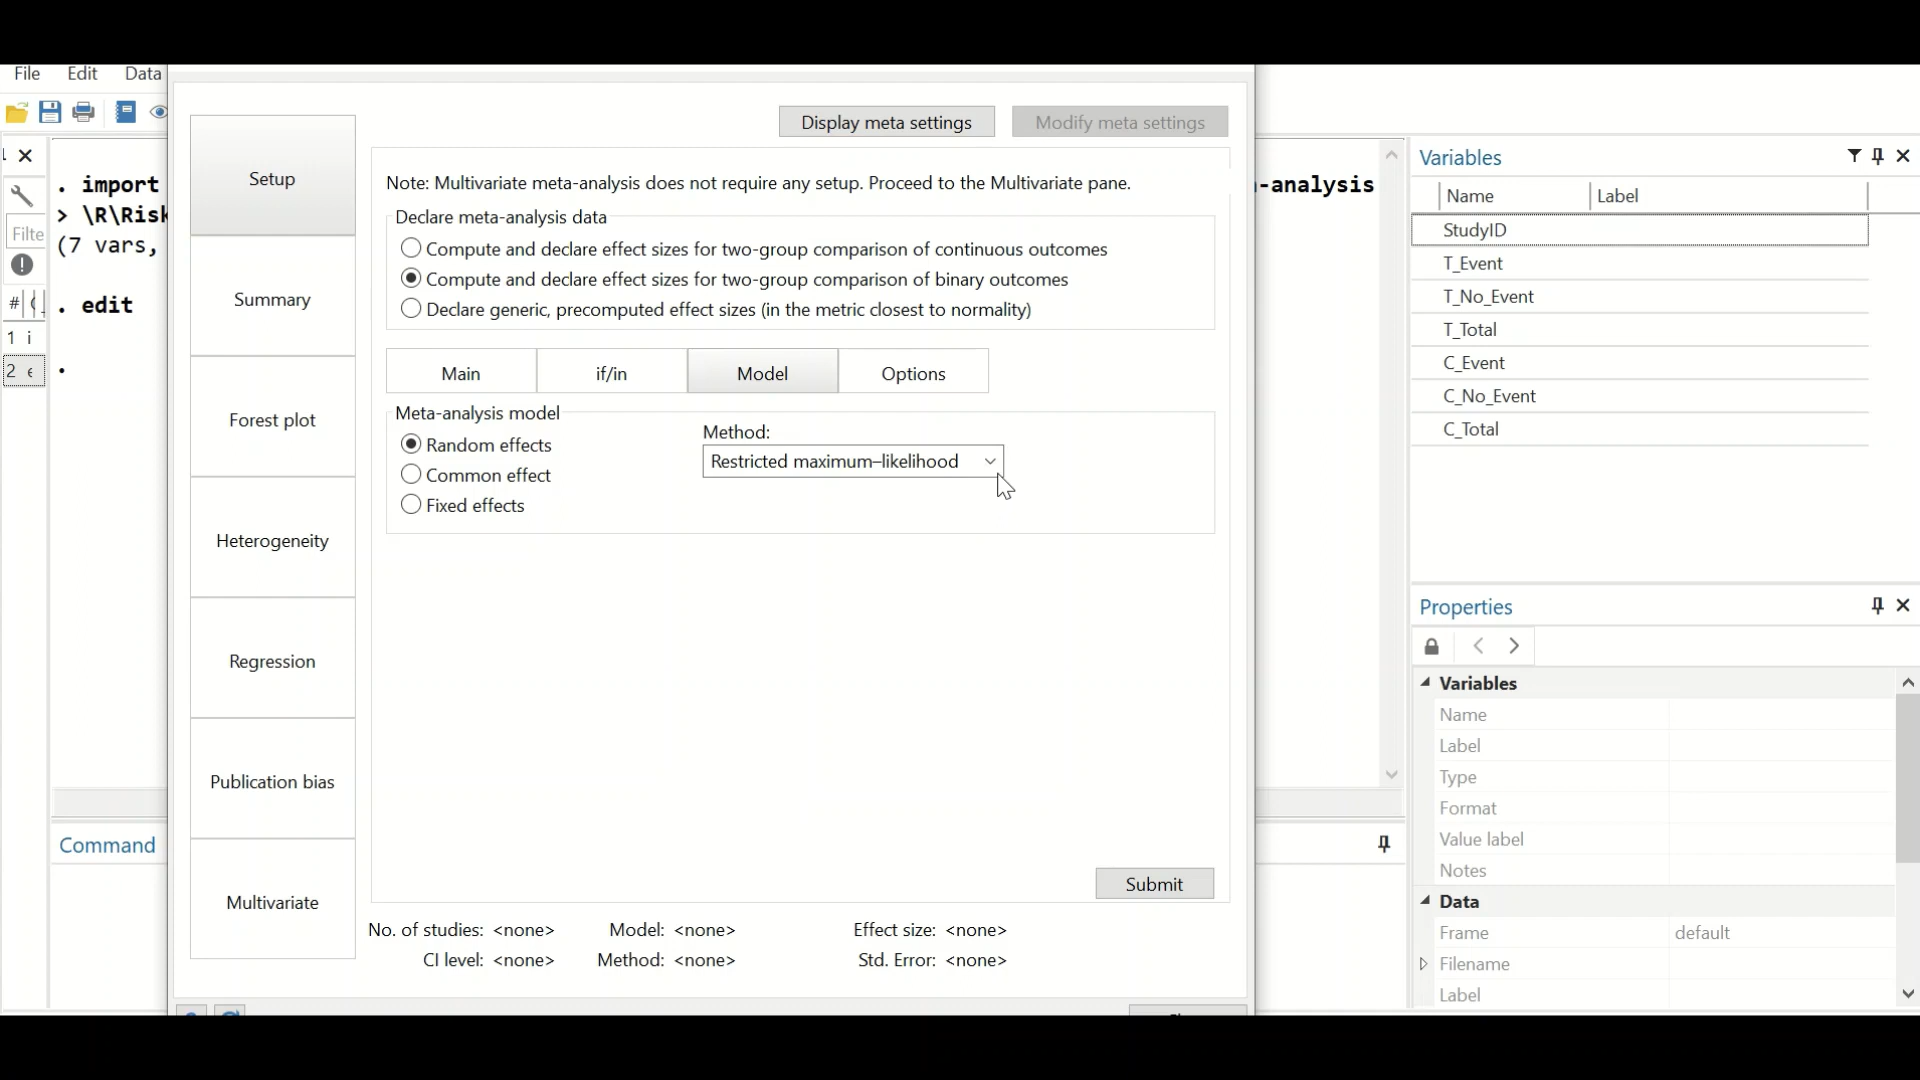 File Edit Data
Display meta settings Modify meta settings
Setup
Summary
Forest plot
Heterogeneity
Regression
Publication bias
Multivariate
Note: Multivariate meta-analysis does not require any setup. Proceed to the Multivariate pane.
Declare meta-analysis data
Compute and declare effect sizes for two-group comparison of continuous outcomes
Compute and declare effect sizes for two-group comparison of binary outcomes
Declare generic, precomputed effect sizes (in the metric closest to normality)
Main if/in Model Options
Meta-analysis model
Random effects
Common effect
Fixed effects
Method:
Restricted maximum–likelihood
Submit
No. of studies: <none> Model: <none> Effect size: <none>
CI level: <none> Method: <none> Std. Error: <none>
Filte
#
1 i
2 e
. import
> \R\Risk
(7 vars,
. edit
.
-analysis
Command
Variables
Name Label
StudyID
T_Event
T_No_Event
T_Total
C_Event
C_No_Event
C_Total
Properties
Variables
Name
Label
Type
Format
Value label
Notes
Data
Frame default
Filename
Label